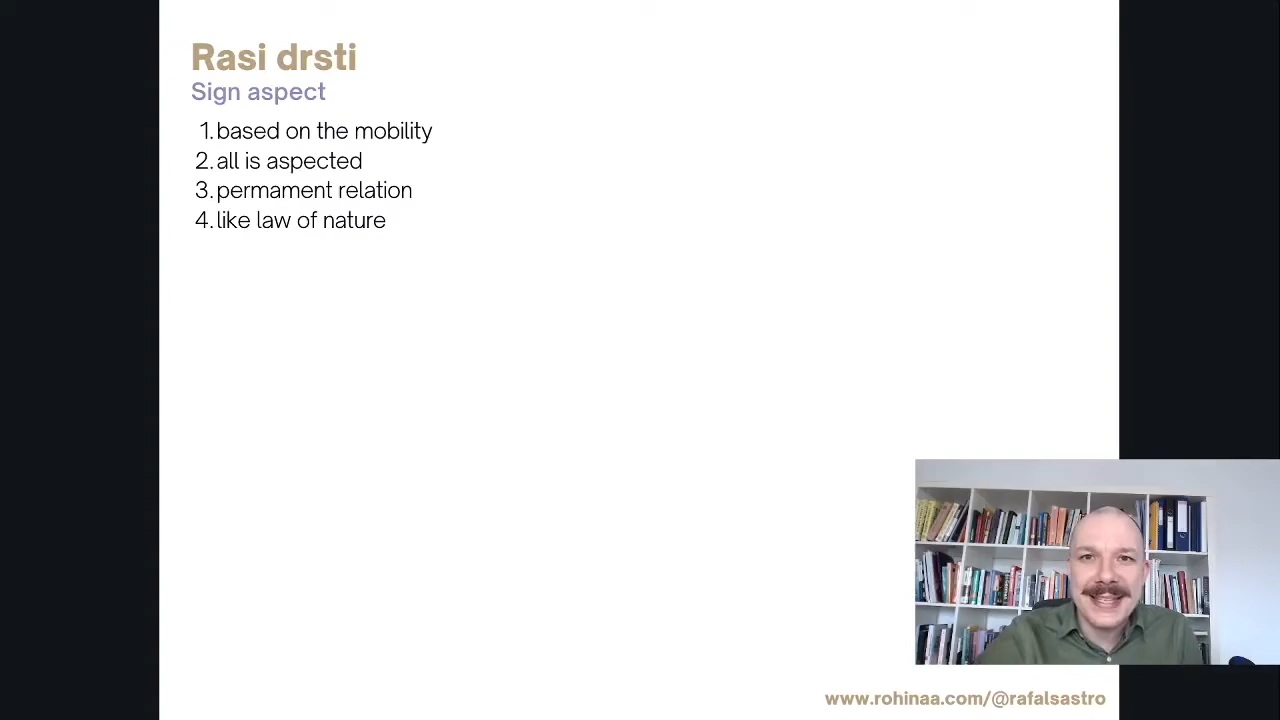 Rasi drsti
Sign aspect
1. based on the mobility
2. all is aspected
3. permament relation
4. like law of nature
www.rohinaa.com/@rafalsastro